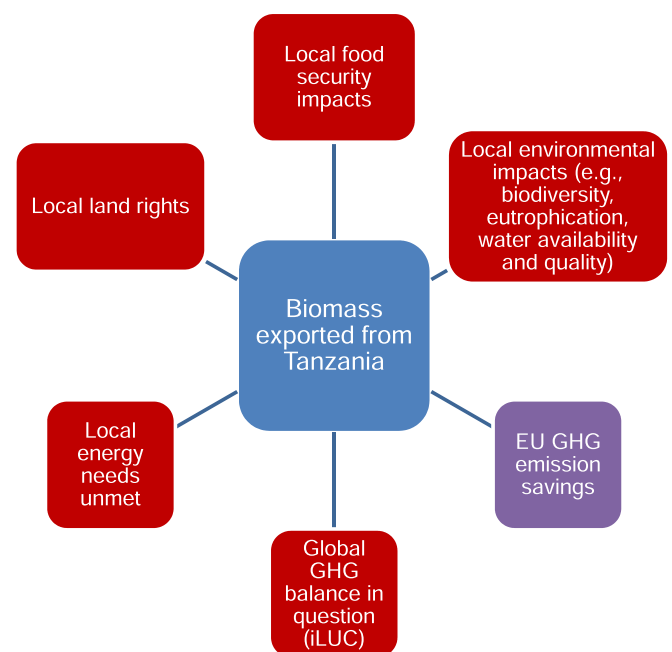 Local food
security
impacts
Local environmental
impacts (e.g.,
biodiversity,
eutrophication,
water availability
and quality)
Local land rights
Biomass
exported from
Tanzania
Local
energy
needs
unmet
EU GHG
emission
savings
Global
GHG
balance in
question
(iLUC)